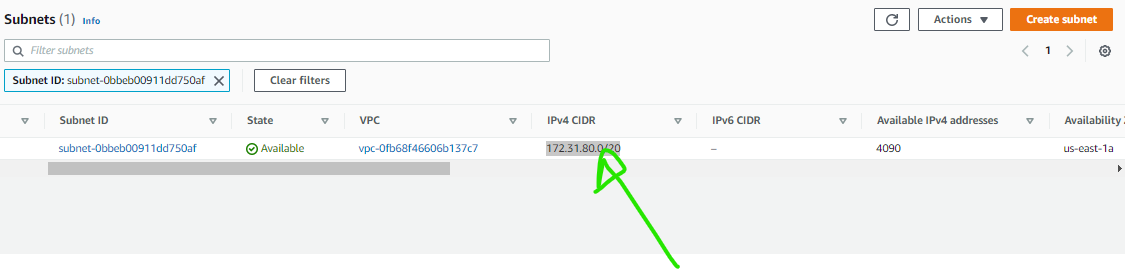 Subnets (1) Info
Actions
Create subnet
Filter subnets
1
Subnet ID: subnet-0bbeb00911dd750af
Clear filters
Subnet ID State VPC IPv4 CIDR IPv6 CIDR Available IPv4 addresses Availability Z
subnet-0bbeb00911dd750af Available vpc-0fb68f46606b137c7 172.31.80.0/20 – 4090 us-east-1a